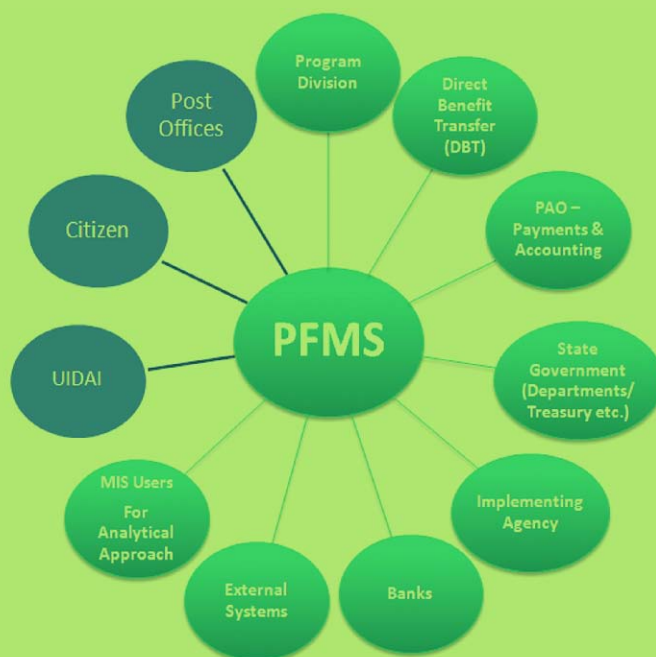 Program
Division
Direct
Benefit
Transfer
(DBT)
Post
Offices
PAO –
Payments &
Accounting
Citizen
PFMS
UIDAI
State
Government
(Departments/
Treasury etc.)
MIS Users
For
Analytical
Approach
Implementing
Agency
External
Systems
Banks